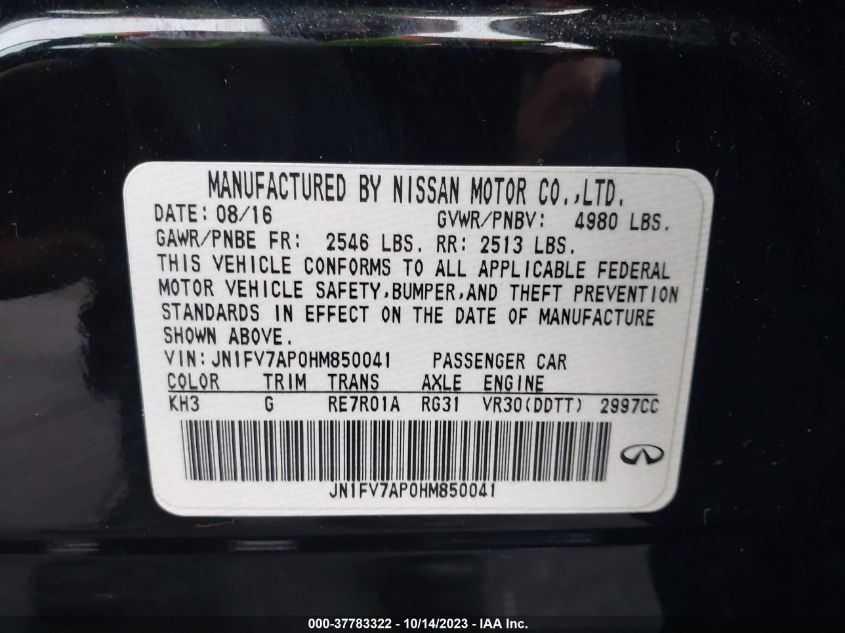 MANUFACTURED BY NISSAN MOTOR CO.,LTD.
DATE: 08/16 GVWR/PNBV: 4980 LBS.
GAWR/PNBE FR: 2546 LBS. RR: 2513 LBS.
THIS VEHICLE CONFORMS TO ALL APPLICABLE FEDERAL
MOTOR VEHICLE SAFETY,BUMPER,AND THEFT PREVENTION
STANDARDS IN EFFECT ON THE DATE OF MANUFACTURE
SHOWN ABOVE.
VIN:JN1FV7AP0HM850041 PASSENGER CAR
COLOR TRIM TRANS AXLE ENGINE
KH3 G RE7R01A RG31 VR30(DDTT) 2997CC
JN1FV7AP0HM850041
000-37783322 - 10/14/2023 - IAA Inc.